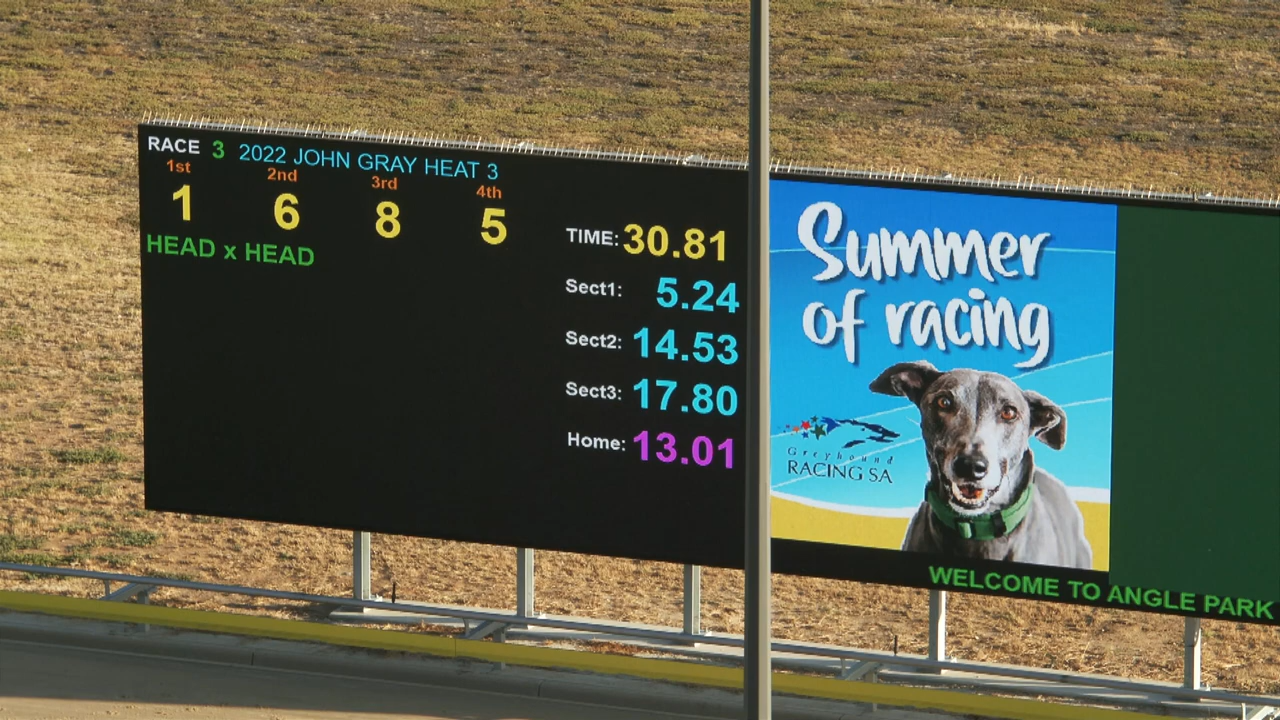 RACE 3 2022 JOHN GRAY HEAT 3
1st 2nd 3rd 4th
1 6 8 5
HEAD x HEAD
TIME: 30.81
Sect1: 5.24
Sect2: 14.53
Sect3: 17.80
Home: 13.01
Summer
of racing
Greyhound
RACING SA
WELCOME TO ANGLE PARK